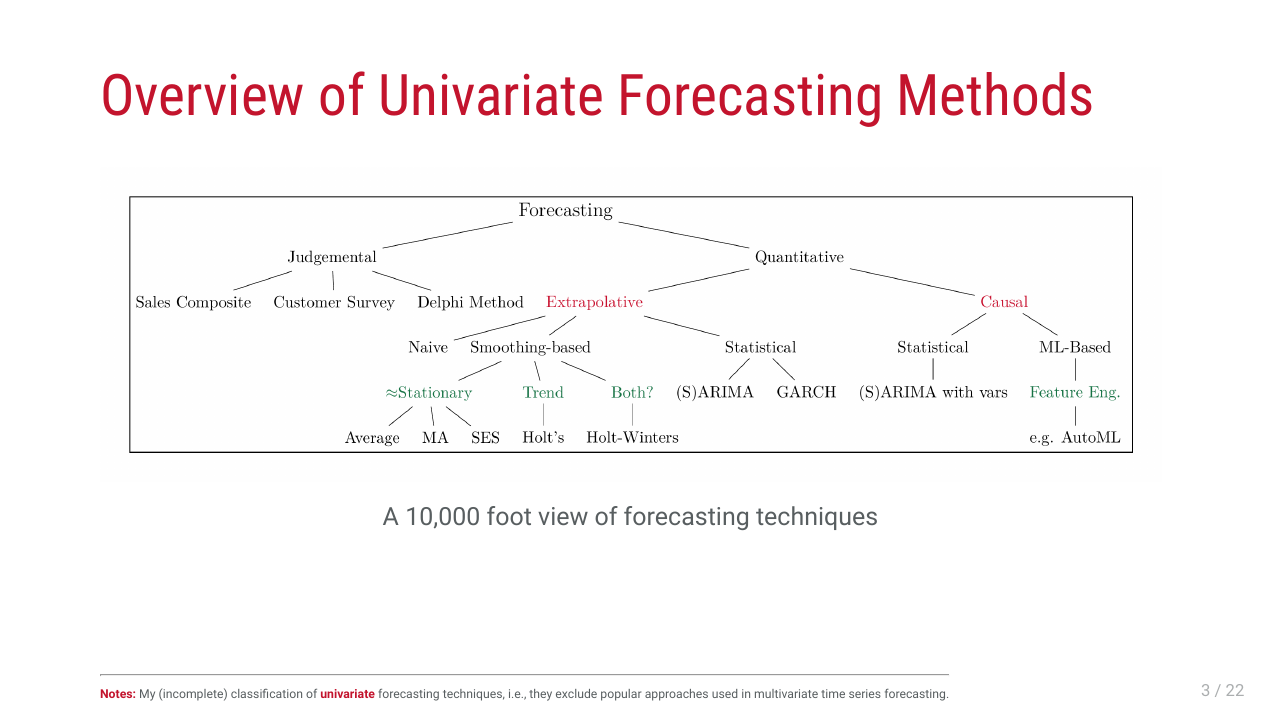 Overview of Univariate Forecasting Methods
Forecasting
Judgemental Quantitative
Sales Composite Customer Survey Delphi Method Extrapolative Causal
Naive Smoothing-based Statistical Statistical ML-Based
≈Stationary Trend Both? (S)ARIMA GARCH (S)ARIMA with vars Feature Eng.
Average MA SES Holt's Holt-Winters e.g. AutoML
A 10,000 foot view of forecasting techniques
Notes: My (incomplete) classification of univariate forecasting techniques, i.e., they exclude popular approaches used in multivariate time series forecasting.
3 / 22